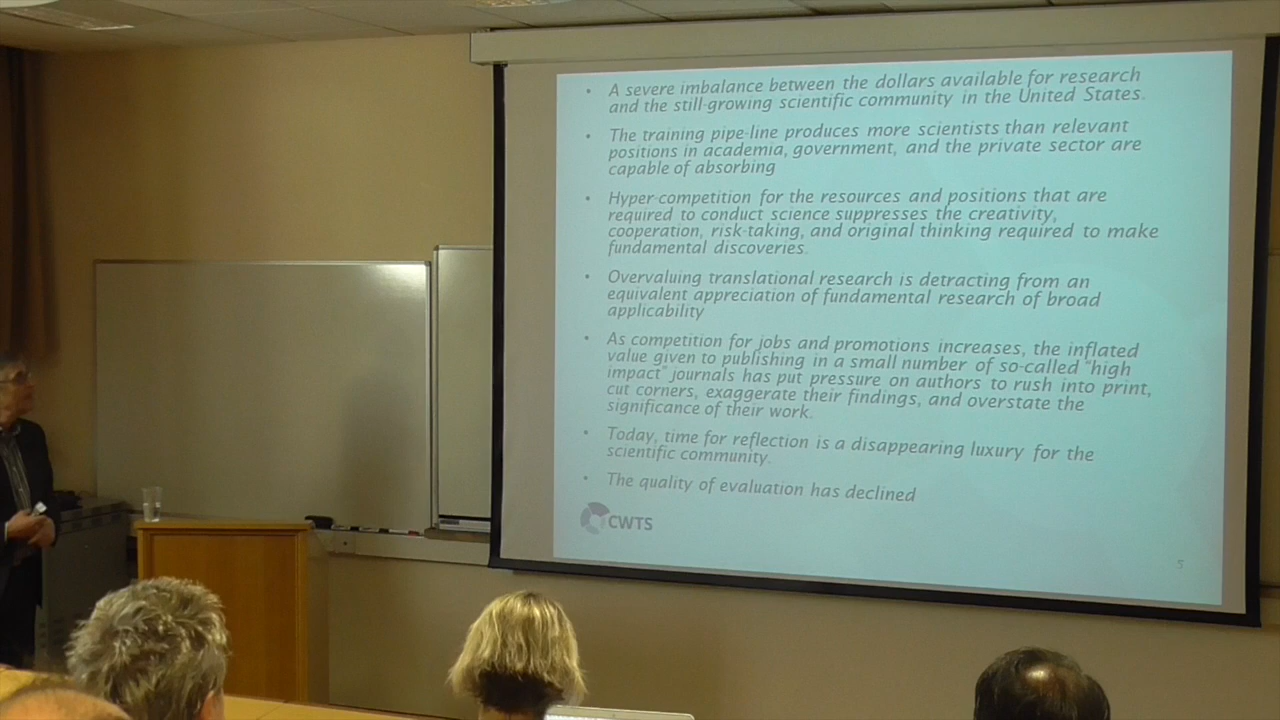 • A severe imbalance between the dollars available for research
and the still-growing scientific community in the United States.
• The training pipe-line produces more scientists than relevant
positions in academia, government, and the private sector are
capable of absorbing
• Hyper-competition for the resources and positions that are
required to conduct science suppresses the creativity,
cooperation, risk-taking, and original thinking required to make
fundamental discoveries.
• Overvaluing translational research is detracting from an
equivalent appreciation of fundamental research of broad
applicability
• As competition for jobs and promotions increases, the inflated
value given to publishing in a small number of so-called "high
impact" journals has put pressure on authors to rush into print,
cut corners, exaggerate their findings, and overstate the
significance of their work.
• Today, time for reflection is a disappearing luxury for the
scientific community.
• The quality of evaluation has declined
CWTS
5